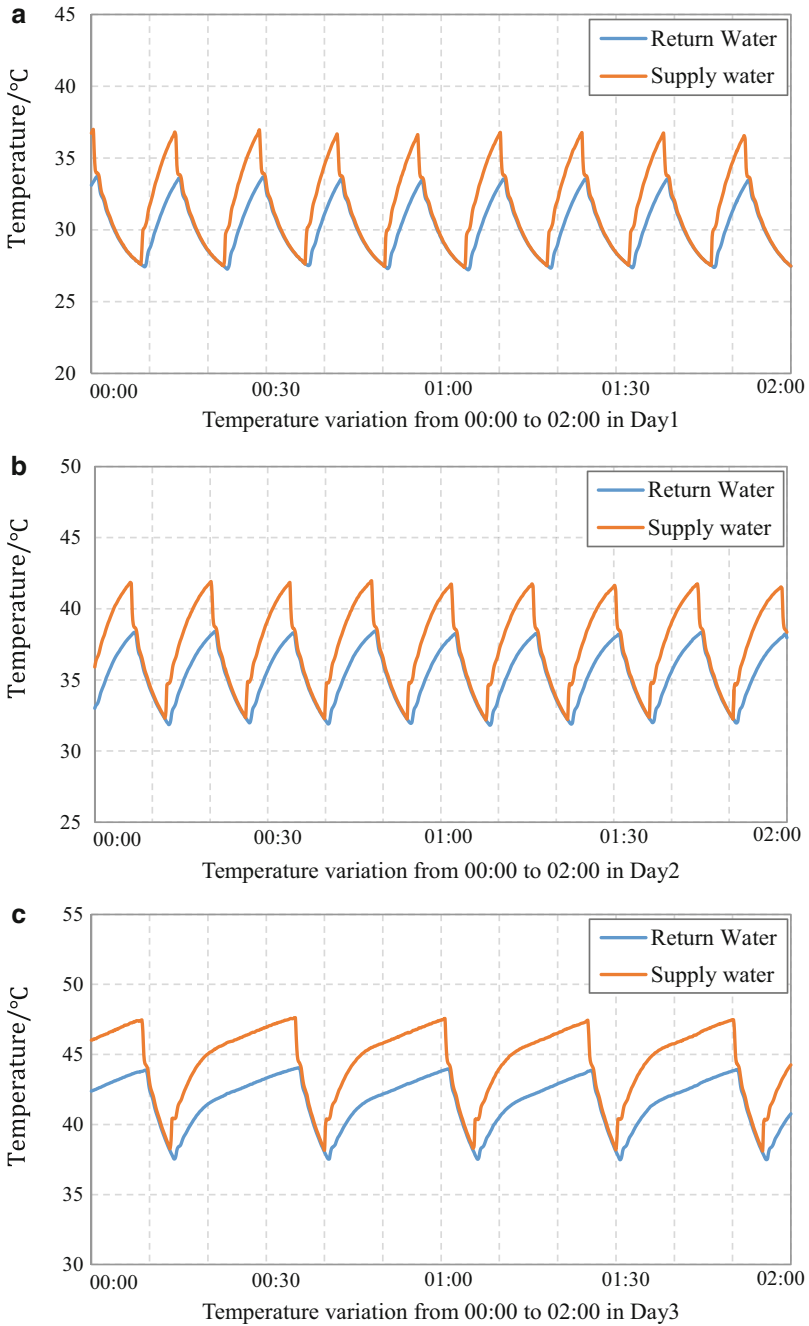 a
45
40
35
30
25
20
Temperature/°C
Return Water
Supply water
00:00 00:30 01:00 01:30 02:00
Temperature variation from 00:00 to 02:00 in Day1
b
50
45
40
35
30
25
Temperature/°C
Return Water
Supply water
00:00 00:30 01:00 01:30 02:00
Temperature variation from 00:00 to 02:00 in Day2
c
55
50
45
40
35
30
Temperature/°C
Return Water
Supply water
00:00 00:30 01:00 01:30 02:00
Temperature variation from 00:00 to 02:00 in Day3